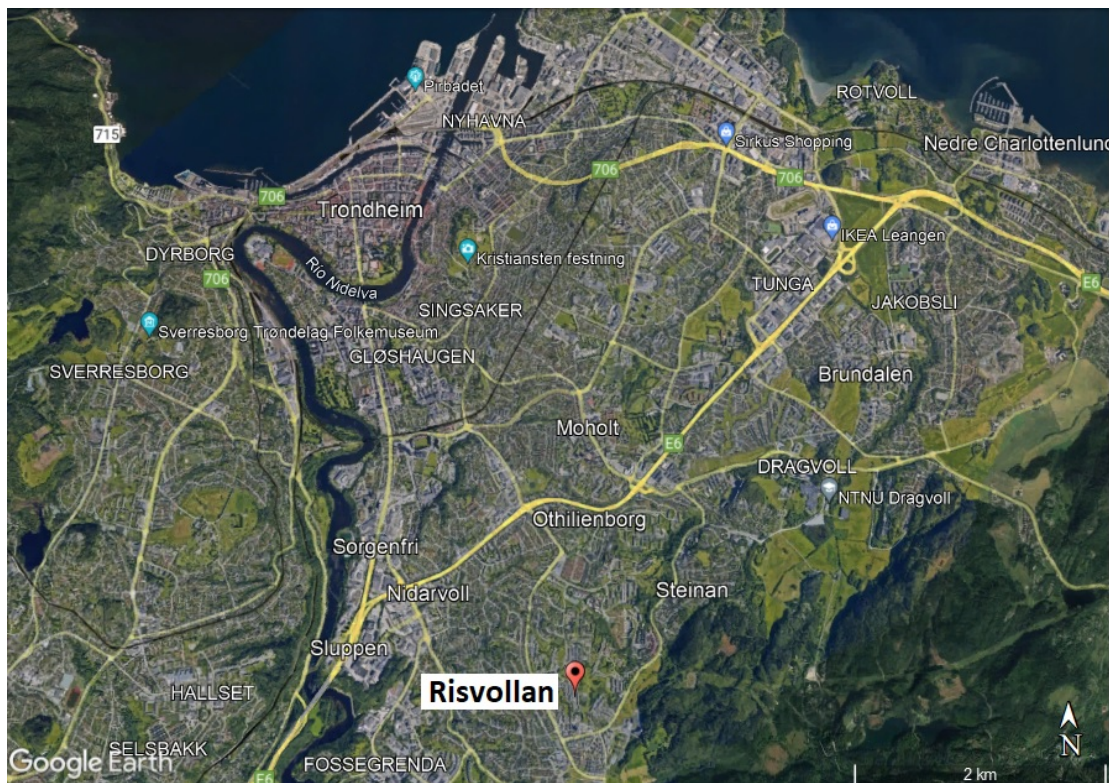 Pirbadet
ROTVOLL
NYHAVNA
715
Sirkus Shopping
Nedre Charlottenlund
706
706
706
Trondheim
DYRBORG
Kristiansten festning
IKEA Leangen
Río Nidelva
706
TUNGA
E6
SINGSAKER
JAKOBSLI
Sverresborg Trøndelag Folkemuseum
GLØSHAUGEN
SVERRESBORG
Brundalen
Moholt
E6
DRAGVOLL
NTNU Dragvoll
Othilienborg
Sorgenfri
Nidarvoll
Steinan
Sluppen
HALLSET
Risvollan
N
SELSBAKK
Google Earth
FOSSEGRENDA
E6
2 km